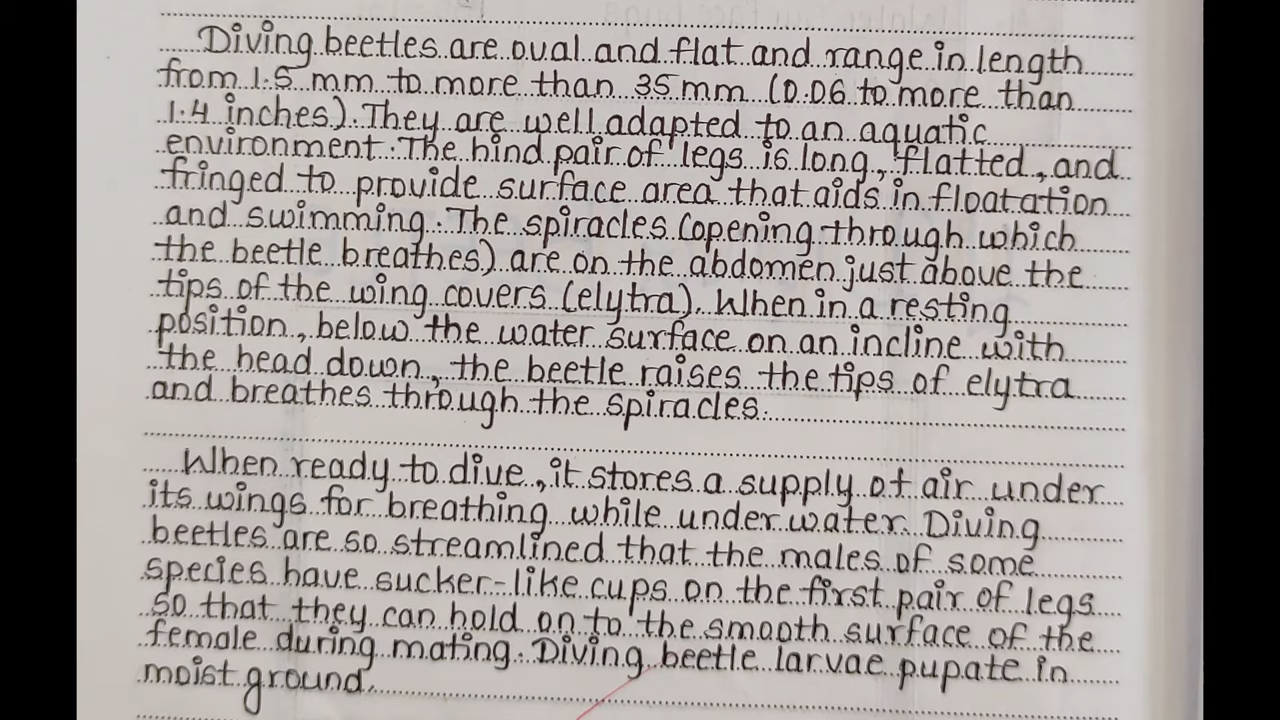 Diving beetles are oval and flat and range in length
from 1.5 mm to more than 35 mm (0.06 to more than
1.4 inches). They are well adapted to an aquatic
environment. The hind pair of legs is long, flatted, and
fringed to provide surface area that aids in floatation
and swimming. The spiracles (opening through which
the beetle breathes) are on the abdomen just above the
tips of the wing covers (elytra). When in a resting
position, below the water surface on an incline with
the head down, the beetle raises the tips of elytra
and breathes through the spiracles.
When ready to dive, it stores a supply of air under
its wings for breathing while under water. Diving
beetles are so streamlined that the males of some
species have sucker-like cups on the first pair of legs
so that they can hold on to the smooth surface of the
female during mating. Diving beetle larvae pupate in
moist ground.